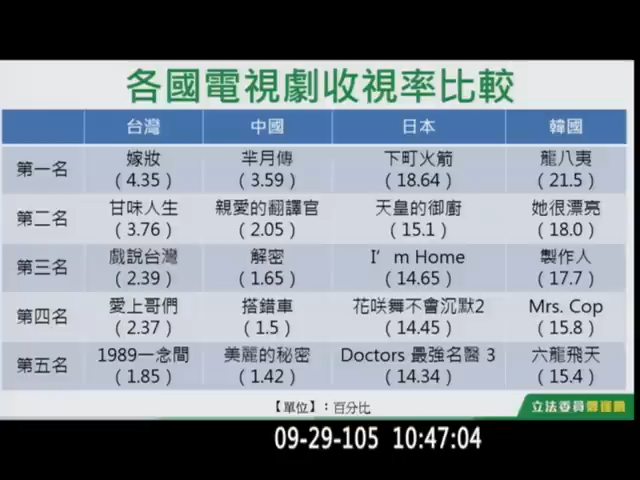 各國電視劇收視率比較
台灣 中國 日本 韓國
第一名 嫁妝 (4.35) 羋月傳 (3.59) 下町火箭 (18.64) 龍八夷 (21.5)
第二名 甘味人生 (3.76) 親愛的翻譯官 (2.05) 天皇的御廚 (15.1) 她很漂亮 (18.0)
第三名 戲說台灣 (2.39) 解密 (1.65) I'm Home (14.65) 製作人 (17.7)
第四名 愛上哥們 (2.37) 搭錯車 (1.5) 花咲舞不會沉默2 (14.45) Mrs. Cop (15.8)
第五名 1989一念間 (1.85) 美麗的秘密 (1.42) Doctors 最強名醫 3 (14.34) 六龍飛天 (15.4)
【單位】：百分比
立法委員
09-29-105 10:47:04